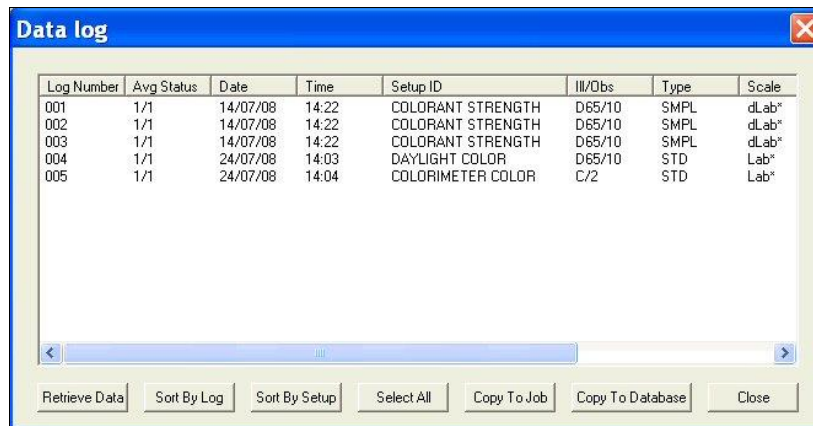 Data log
Log Number Avg Status Date Time Setup ID Ill/Obs Type Scale
001 1/1 14/07/08 14:22 COLORANT STRENGTH D65/10 SMPL dLab*
002 1/1 14/07/08 14:22 COLORANT STRENGTH D65/10 SMPL dLab*
003 1/1 14/07/08 14:22 COLORANT STRENGTH D65/10 SMPL dLab*
004 1/1 24/07/08 14:03 DAYLIGHT COLOR D65/10 STD Lab*
005 1/1 24/07/08 14:04 COLORIMETER COLOR C/2 STD Lab*
Retrieve Data Sort By Log Sort By Setup Select All Copy To Job Copy To Database Close